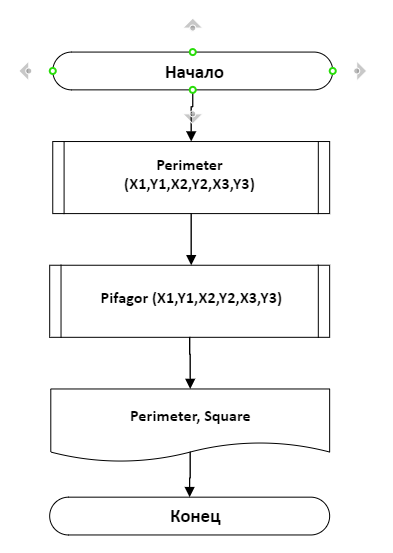 Начало
Perimeter
(X1,Y1,X2,Y2,X3,Y3)
Pifagor (X1,Y1,X2,Y2,X3,Y3)
Perimeter, Square
Конец